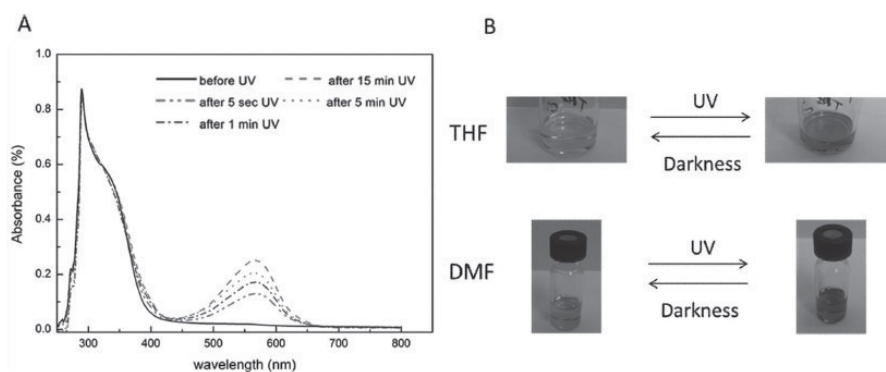 A
Absorbance (%)
1.0
0.8
0.6
0.4
0.2
0.0
before UV
after 5 sec UV
after 1 min UV
after 15 min UV
after 5 min UV
300 400 500 600 700 800
wavelength (nm)
B
THF
UV
Darkness
DMF
UV
Darkness